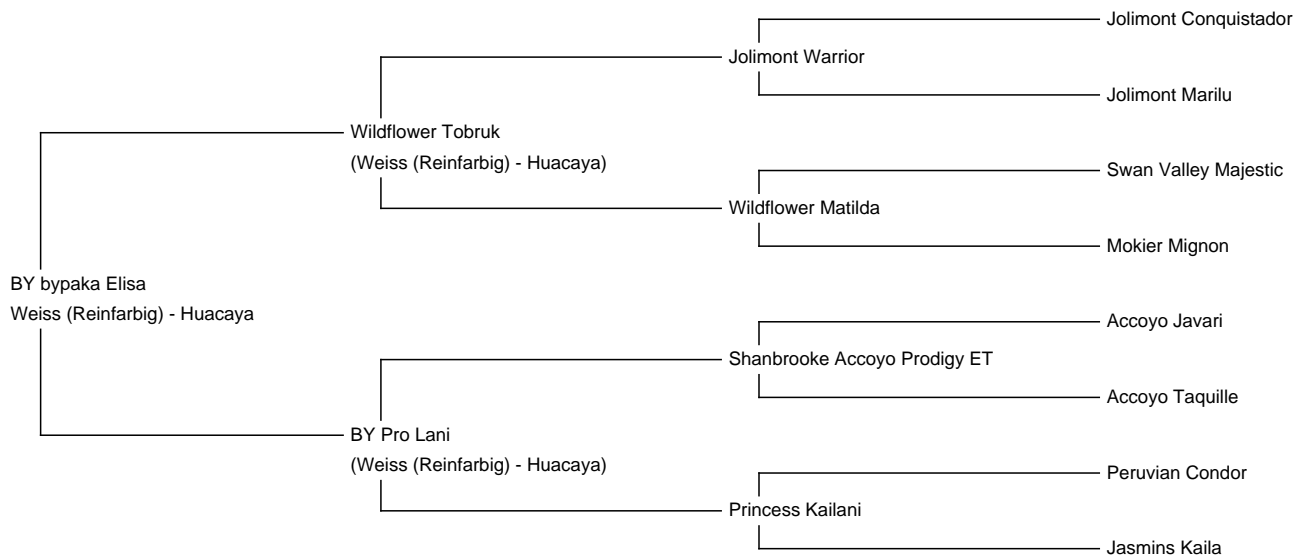 Jolimont Conquistador
Jolimont Warrior
Jolimont Marilu
Wildflower Tobruk
(Weiss (Reinfarbig) - Huacaya)
Swan Valley Majestic
Wildflower Matilda
Mokier Mignon
BY bypaka Elisa
Weiss (Reinfarbig) - Huacaya
Accoyo Javari
Shanbrooke Accoyo Prodigy ET
Accoyo Taquille
BY Pro Lani
(Weiss (Reinfarbig) - Huacaya)
Peruvian Condor
Princess Kailani
Jasmins Kaila